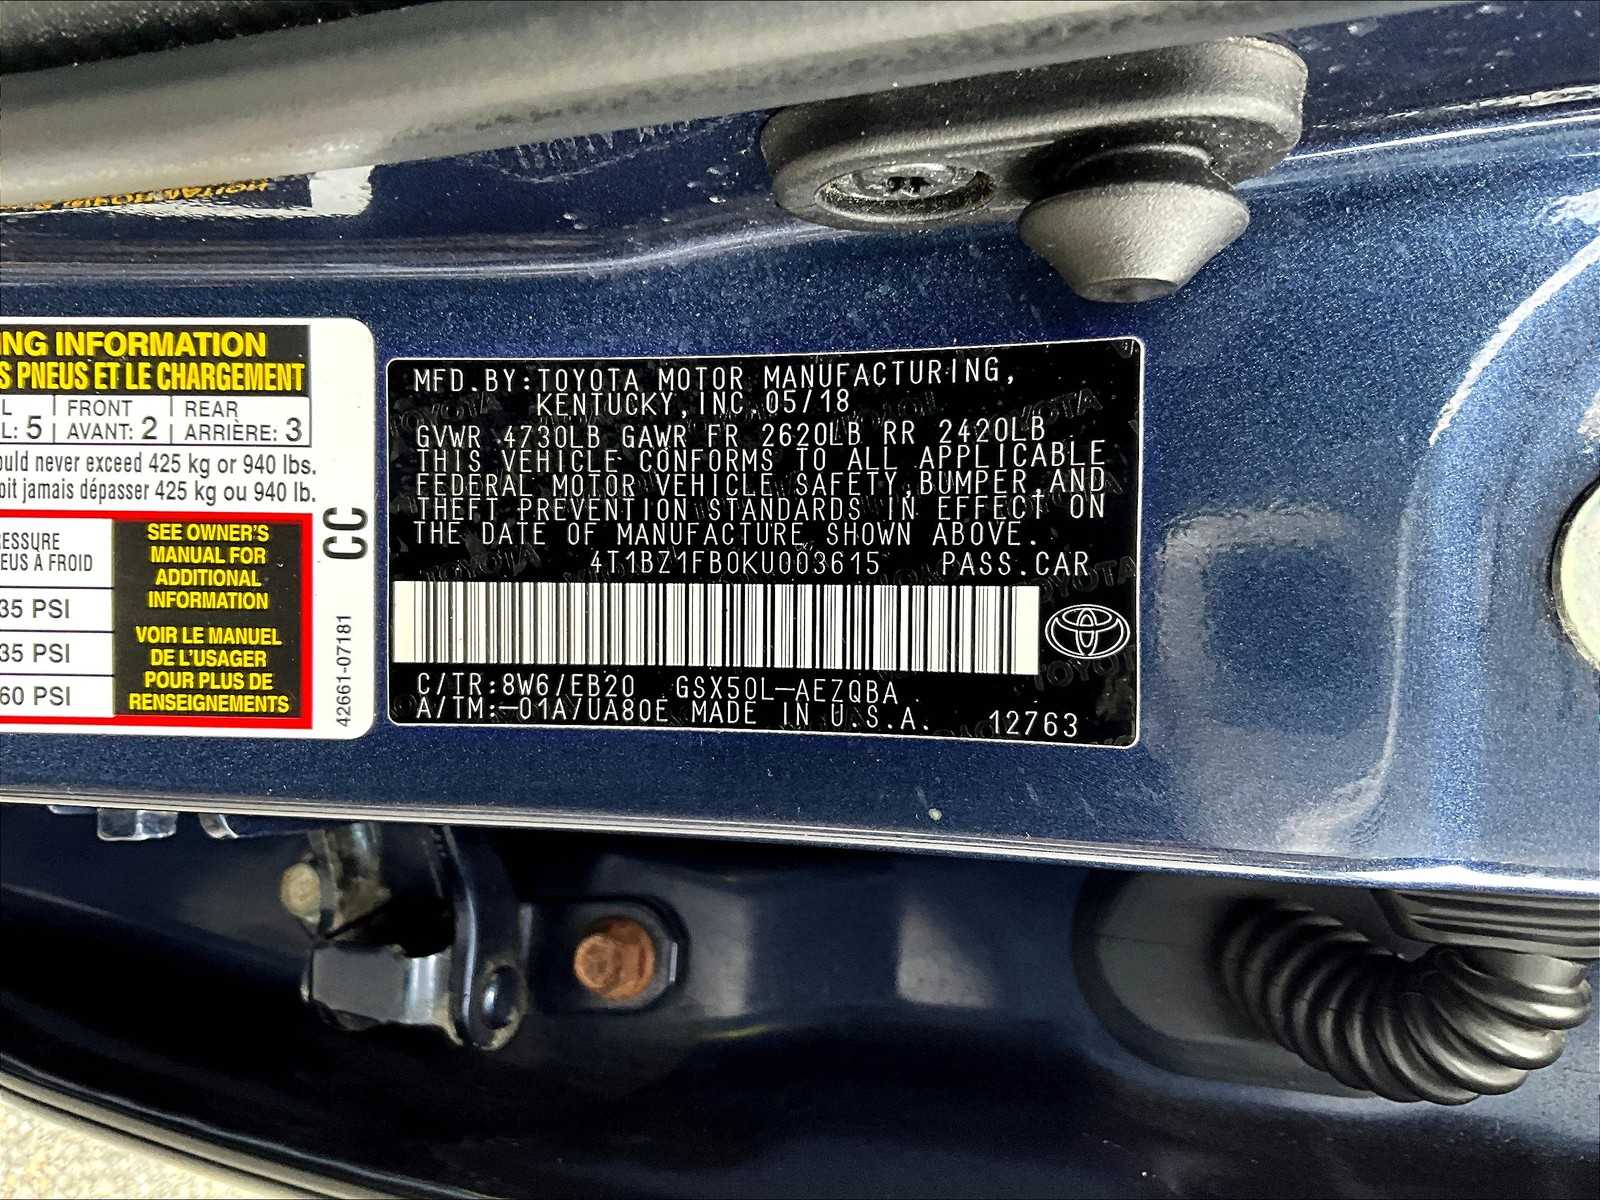 ING INFORMATION
S PNEUS ET LE CHARGEMENT
L FRONT REAR
L: 5 AVANT: 2 ARRIÈRE: 3
ould never exceed 425 kg or 940 lbs.
oit jamais dépasser 425 kg ou 940 lb.
ESSURE
EUS À FROID
35 PSI
35 PSI
60 PSI
SEE OWNER'S
MANUAL FOR
ADDITIONAL
INFORMATION
VOIR LE MANUEL
DE L'USAGER
POUR PLUS DE
RENSEIGNEMENTS
CC
42661-07181
MFD.BY:TOYOTA MOTOR MANUFACTURING,
KENTUCKY,INC.05/18
GVWR 4730LB GAWR FR 2620LB RR 2420LB
THIS VEHICLE CONFORMS TO ALL APPLICABLE
FEDERAL MOTOR VEHICLE SAFETY,BUMPER,AND
THEFT PREVENTION STANDARDS IN EFFECT ON
THE DATE OF MANUFACTURE SHOWN ABOVE.
4T1BZ1FB0KU003615 PASS.CAR
C/TR:8W6/EB20 GSX50L-AEZQBA
A/TM:-01A/UA80E MADE IN U.S.A. 12763